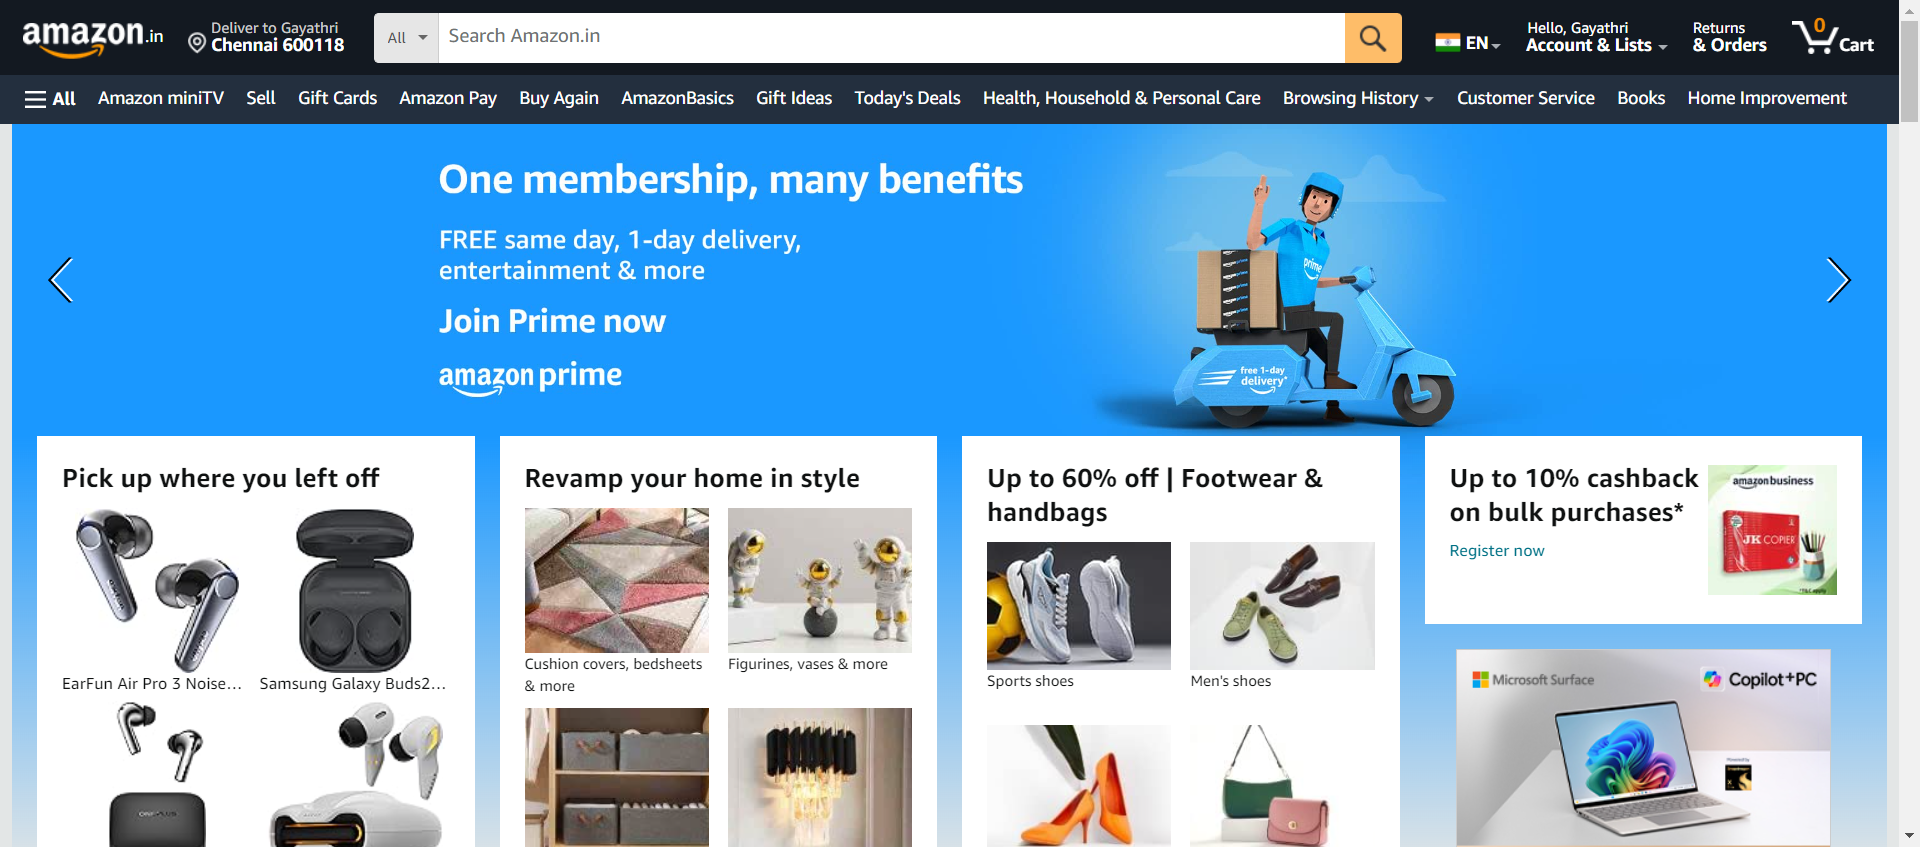 amazon.in
Deliver to Gayathri
Chennai 600118
All
Search Amazon.in
EN
Hello, Gayathri
Account & Lists
Returns
& Orders
0
Cart
All
Amazon miniTV
Sell
Gift Cards
Amazon Pay
Buy Again
AmazonBasics
Gift Ideas
Today's Deals
Health, Household & Personal Care
Browsing History
Customer Service
Books
Home Improvement
One membership, many benefits
FREE same day, 1-day delivery,
entertainment & more
Join Prime now
amazon prime
prime
free 1-day
delivery*
Pick up where you left off
EarFun Air Pro 3 Noise...
Samsung Galaxy Buds2...
ONEPLUS
Revamp your home in style
Cushion covers, bedsheets
& more
Figurines, vases & more
Up to 60% off | Footwear &
handbags
Sports shoes
Men's shoes
Up to 10% cashback
on bulk purchases*
Register now
amazon business
JK COPIER
*T&C apply
Microsoft Surface
Copilot+PC
Powered by